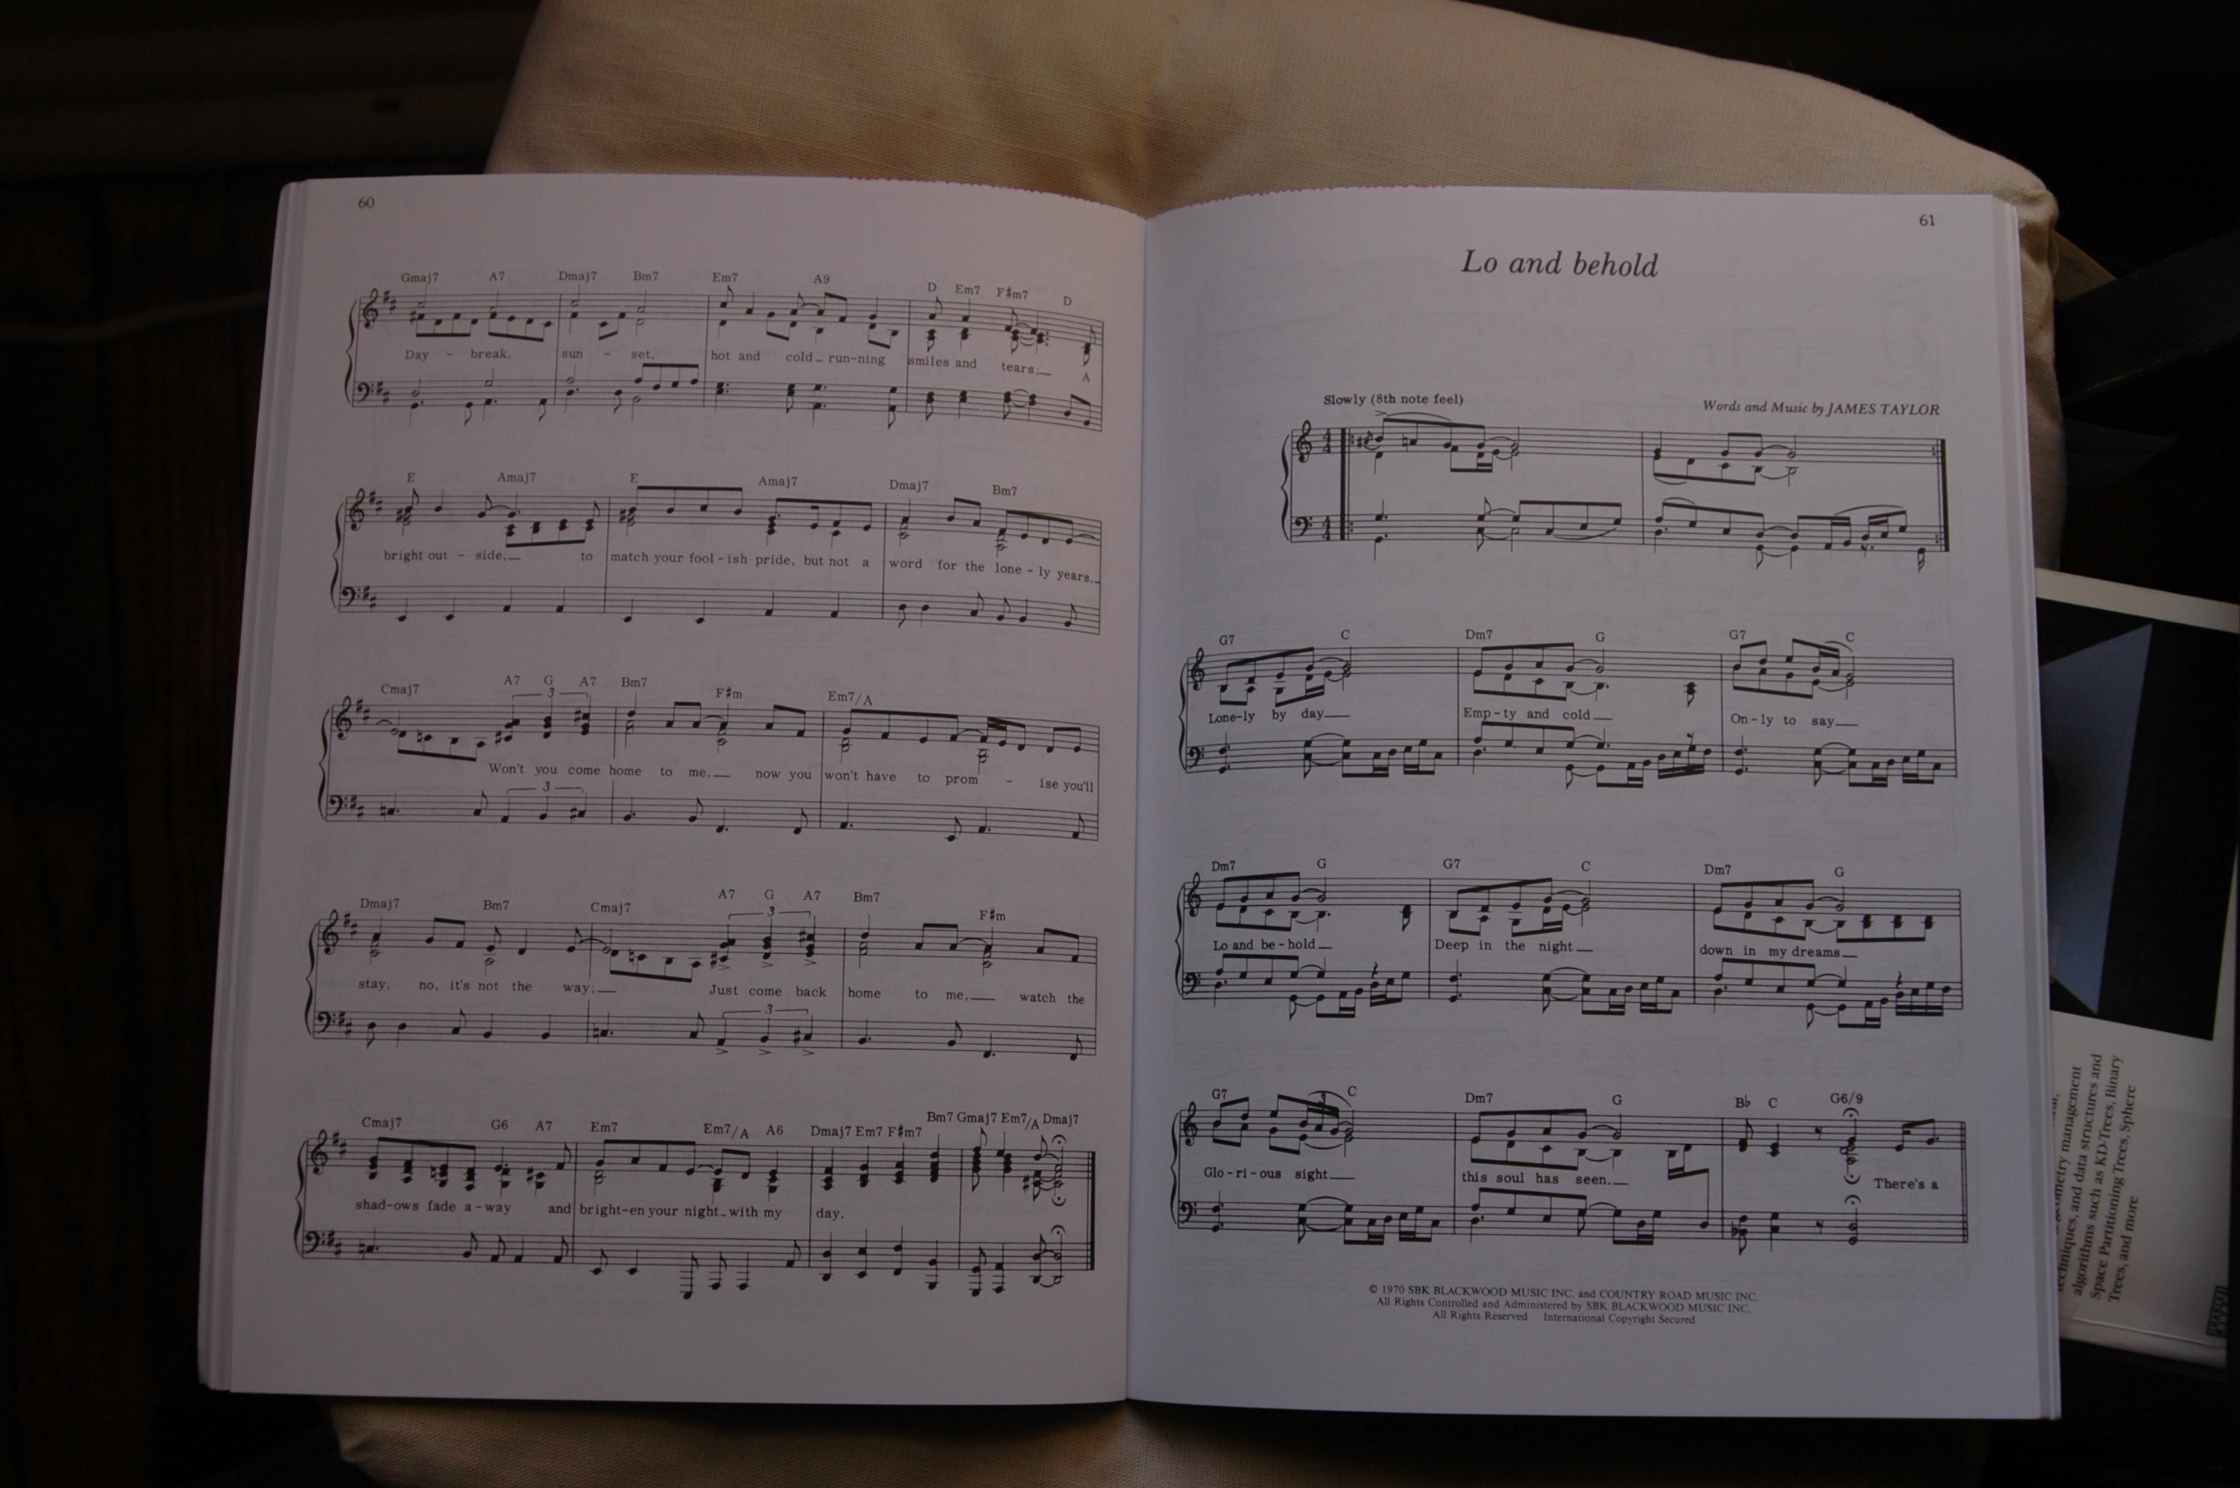 60
Gmaj7 A7 Dmaj7 Bm7 Em7 A9 D Em7 F#m7 D
Day - break, sun - set, hot and cold_ run-ning smiles and tears;_ A
E Amaj7 E Amaj7 Dmaj7 Bm7
bright out - side,_ to match your fool-ish pride, but not a word for the lone-ly years._
Cmaj7 A7 G A7 Bm7 F#m Em7/A
3
Won't you come home to me,_ now you won't have to prom - ise you'll
3
Dmaj7 Bm7 Cmaj7 A7 G A7 Bm7 F#m
3
stay, no, it's not the way;_ Just come back home to me,_ watch the
3
Cmaj7 G6 A7 Em7 Em7/A A6 Dmaj7 Em7 F#m7 Bm7 Gmaj7 Em7/A Dmaj7
shad-ows fade a-way and bright-en your night_ with my day.
61
Lo and behold
Slowly (8th note feel)
Words and Music by JAMES TAYLOR
4 4
4 4
G7 C Dm7 G G7 C
Lone-ly by day_ Emp-ty and cold_ On-ly to say_
Dm7 G G7 C Dm7 G
Lo and be-hold_ Deep in the night_ down in my dreams_
G7 C Dm7 G Bb C G6/9
3
Glo-ri-ous sight_ this soul has seen._ There's a
© 1970 SBK BLACKWOOD MUSIC INC. and COUNTRY ROAD MUSIC INC.
All Rights Controlled and Administered by SBK BLACKWOOD MUSIC INC.
All Rights Reserved International Copyright Secured
management
techniques, and data structures and
algorithms such as KD-Trees, Binary
Space Partitioning Trees, Sphere
Trees, and more